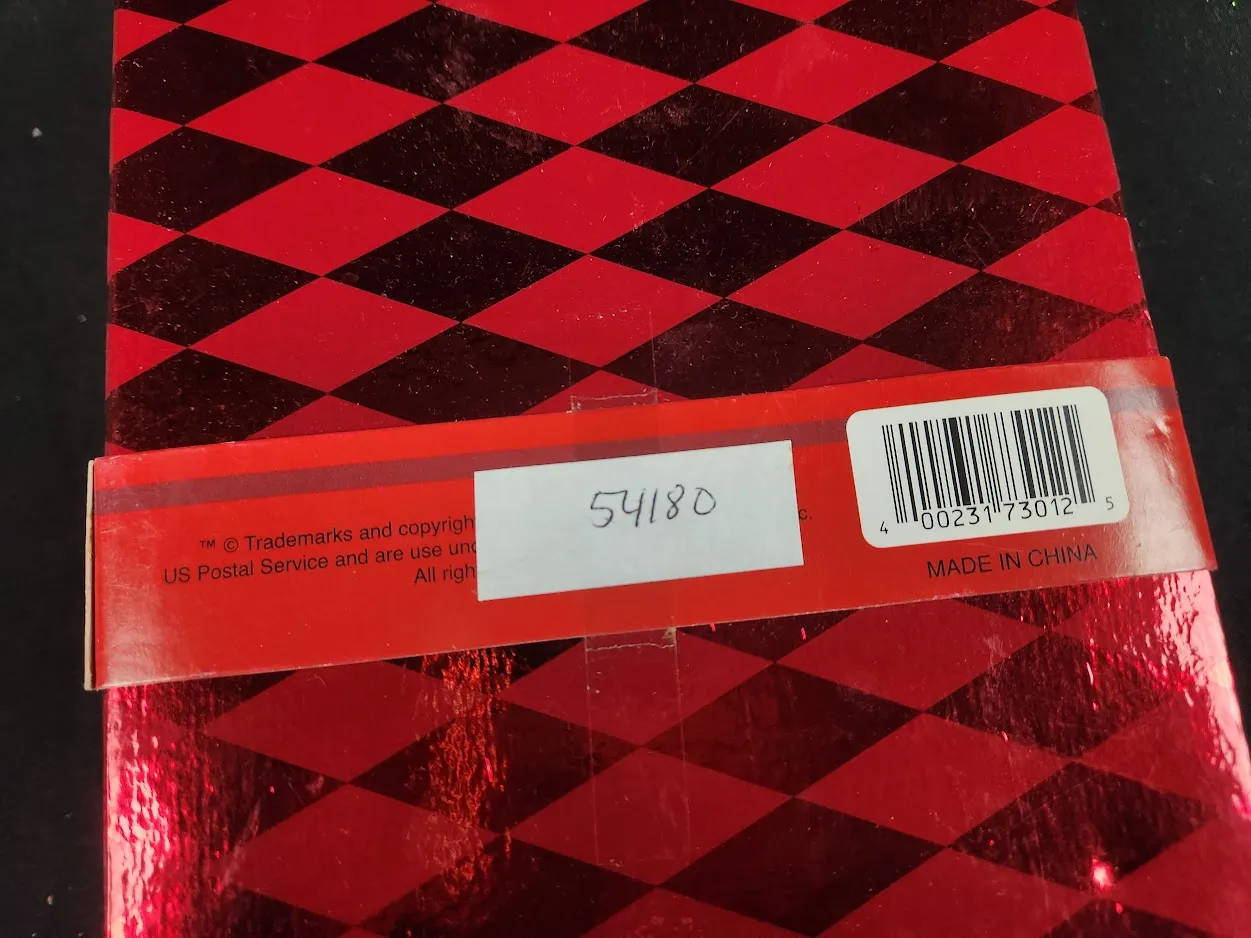 54180
4 00231 73012 5
™ © Trademarks and copyrigh c.
US Postal Service and are use un
All righ
MADE IN CHINA